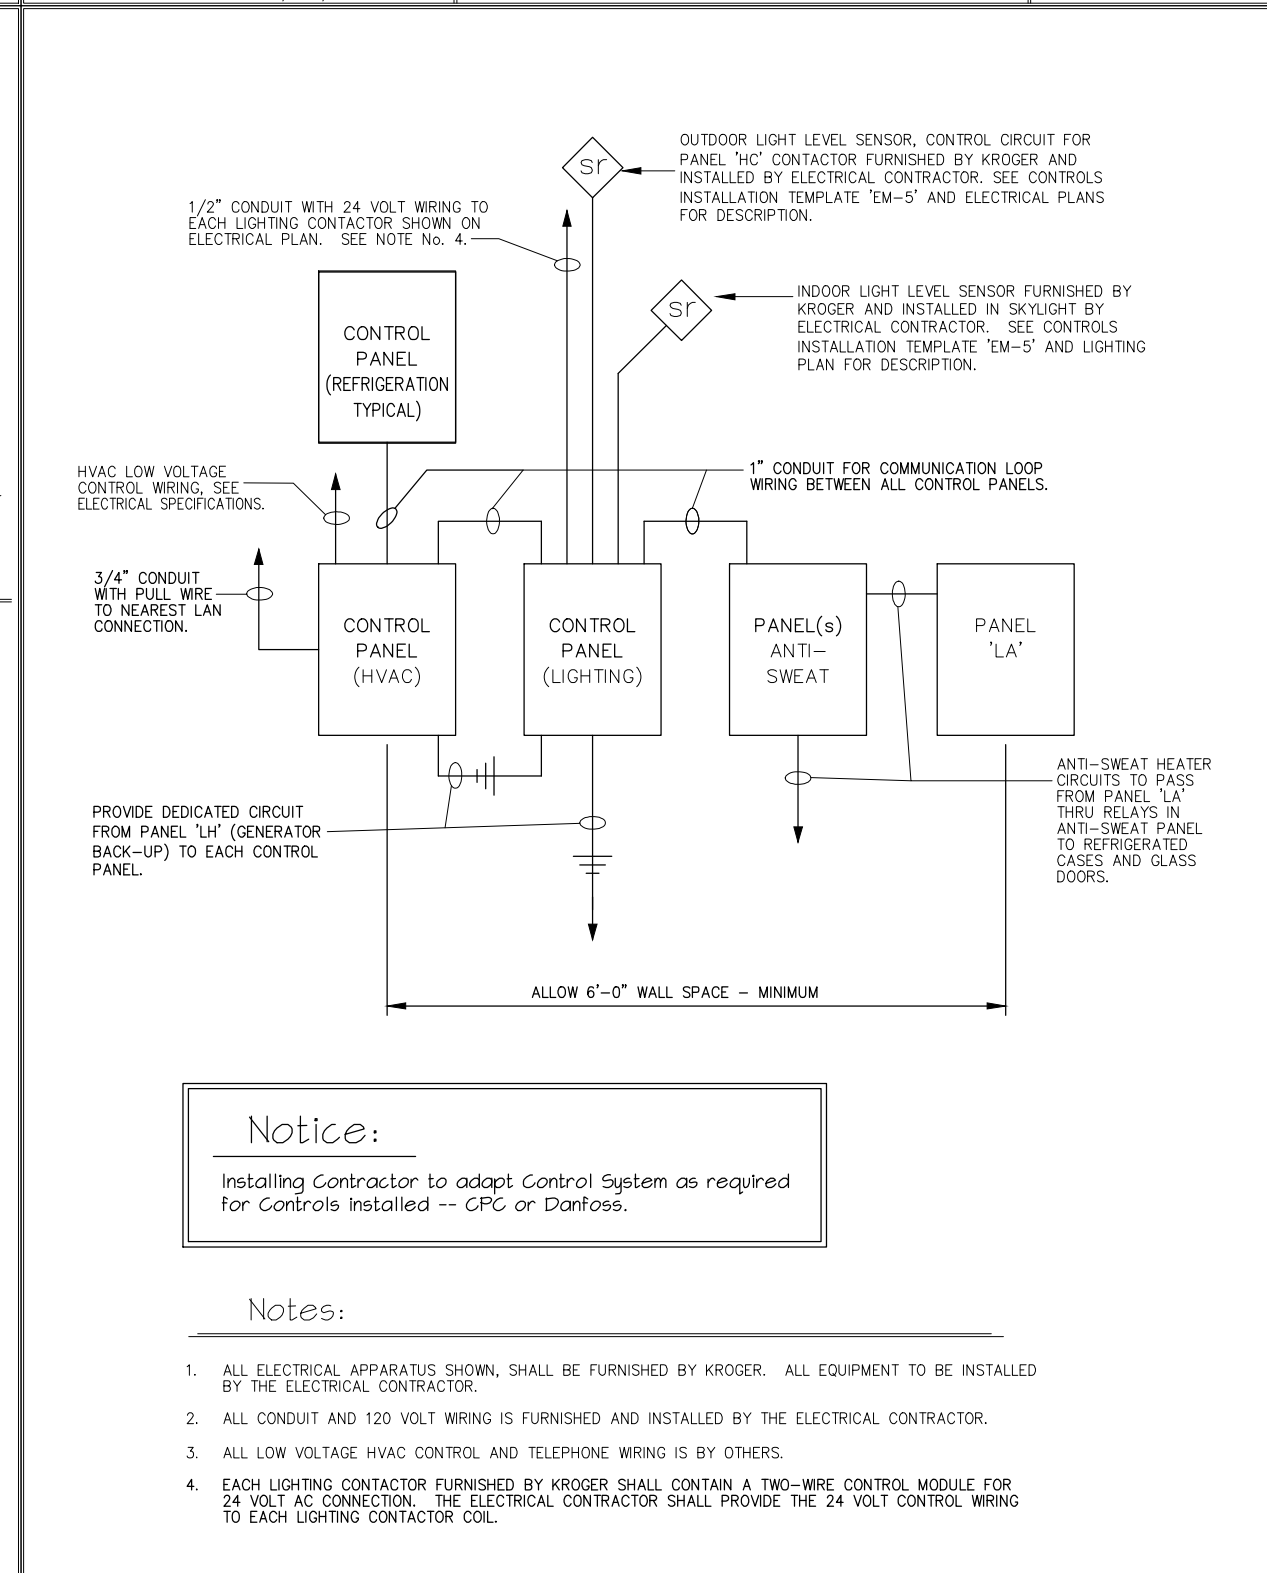 OUTDOOR LIGHT LEVEL SENSOR, CONTROL CIRCUIT FOR
PANEL 'HC' CONTACTOR FURNISHED BY KROGER AND
INSTALLED BY ELECTRICAL CONTRACTOR. SEE CONTROLS
INSTALLATION TEMPLATE 'EM-5' AND ELECTRICAL PLANS
FOR DESCRIPTION.
sr
1/2" CONDUIT WITH 24 VOLT WIRING TO
EACH LIGHTING CONTACTOR SHOWN ON
ELECTRICAL PLAN. SEE NOTE No. 4.
sr
INDOOR LIGHT LEVEL SENSOR FURNISHED BY
KROGER AND INSTALLED IN SKYLIGHT BY
ELECTRICAL CONTRACTOR. SEE CONTROLS
INSTALLATION TEMPLATE 'EM-5' AND LIGHTING
PLAN FOR DESCRIPTION.
CONTROL
PANEL
(REFRIGERATION
TYPICAL)
HVAC LOW VOLTAGE
CONTROL WIRING, SEE
ELECTRICAL SPECIFICATIONS.
1" CONDUIT FOR COMMUNICATION LOOP
WIRING BETWEEN ALL CONTROL PANELS.
3/4" CONDUIT
WITH PULL WIRE
TO NEAREST LAN
CONNECTION.
CONTROL
PANEL
(HVAC)
CONTROL
PANEL
(LIGHTING)
PANEL(s)
ANTI-
SWEAT
PANEL
'LA'
PROVIDE DEDICATED CIRCUIT
FROM PANEL 'LH' (GENERATOR
BACK-UP) TO EACH CONTROL
PANEL.
ANTI-SWEAT HEATER
CIRCUITS TO PASS
FROM PANEL 'LA'
THRU RELAYS IN
ANTI-SWEAT PANEL
TO REFRIGERATED
CASES AND GLASS
DOORS.
ALLOW 6'-0" WALL SPACE - MINIMUM
Notice:
Installing Contractor to adapt Control System as required
for Controls installed -- CPC or Danfoss.
Notes:
1. ALL ELECTRICAL APPARATUS SHOWN, SHALL BE FURNISHED BY KROGER. ALL EQUIPMENT TO BE INSTALLED
BY THE ELECTRICAL CONTRACTOR.
2. ALL CONDUIT AND 120 VOLT WIRING IS FURNISHED AND INSTALLED BY THE ELECTRICAL CONTRACTOR.
3. ALL LOW VOLTAGE HVAC CONTROL AND TELEPHONE WIRING IS BY OTHERS.
4. EACH LIGHTING CONTACTOR FURNISHED BY KROGER SHALL CONTAIN A TWO-WIRE CONTROL MODULE FOR
24 VOLT AC CONNECTION. THE ELECTRICAL CONTRACTOR SHALL PROVIDE THE 24 VOLT CONTROL WIRING
TO EACH LIGHTING CONTACTOR COIL.